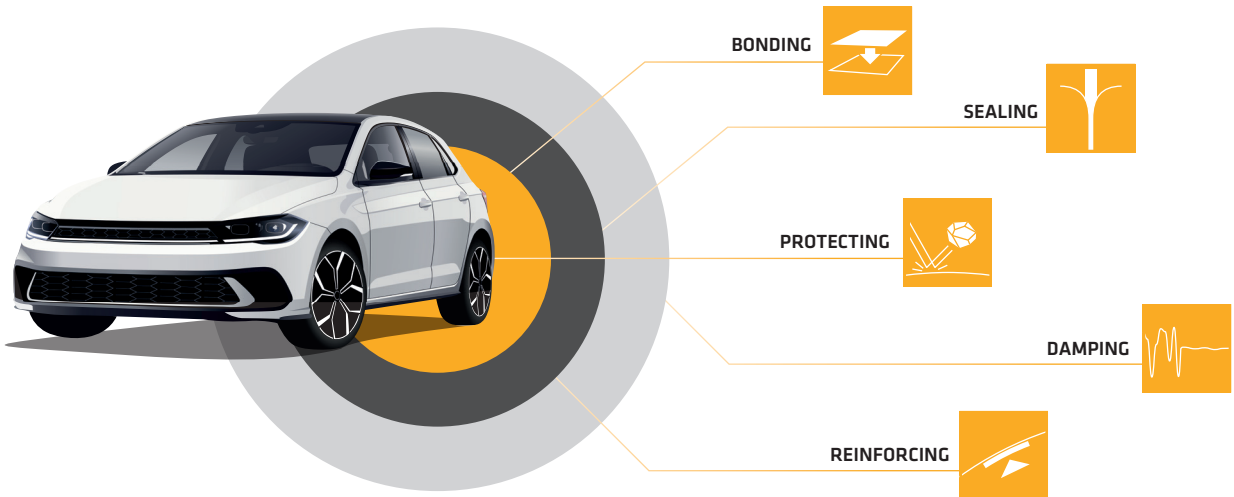 BONDING
SEALING
PROTECTING
DAMPING
REINFORCING